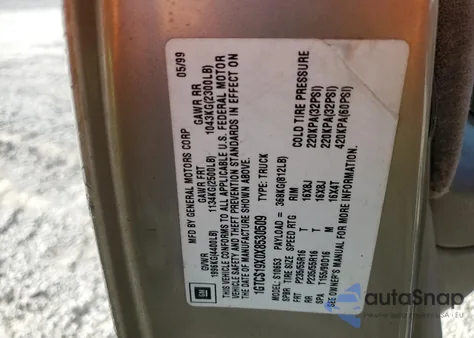 MFD BY GENERAL MOTORS CORP 05/99
GVWR GAWR FRT GAWR RR
1996KG(4400LB) 1134KG(2500LB) 1043KG(2300LB)
THIS VEHICLE CONFORMS TO ALL APPLICABLE U.S. FEDERAL MOTOR
VEHICLE SAFETY AND THEFT PREVENTION STANDARDS IN EFFECT ON
THE DATE OF MANUFACTURE SHOWN ABOVE.
1GTCS19X0X8530509 TYPE: TRUCK
MODEL: S10653 PAYLOAD = 368KG(812LB)
SPBR TIRE SIZE SPEED RTG RIM COLD TIRE PRESSURE
FRT P235/55R16 T 16X8J 220KPA(32PSI)
RR P235/55R16 T 16X8J 220KPA(32PSI)
SPA T155/90D16 M 16X4T 420KPA(60PSI)
SEE OWNER'S MANUAL FOR MORE INFORMATION.
GM
autoSnap